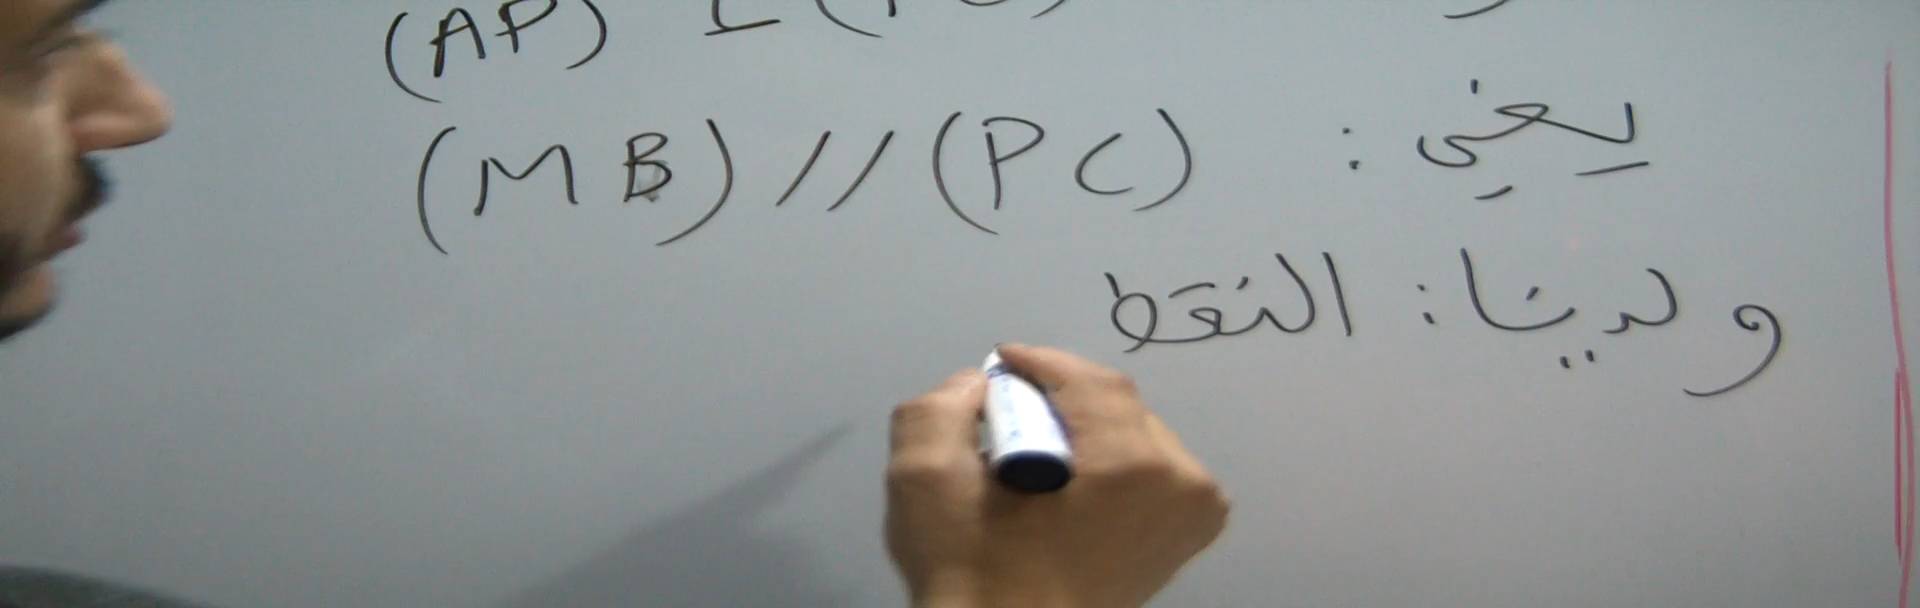 (AP) ⊥ (
يعني : (MB) // (PC)
ولدينا : النقط